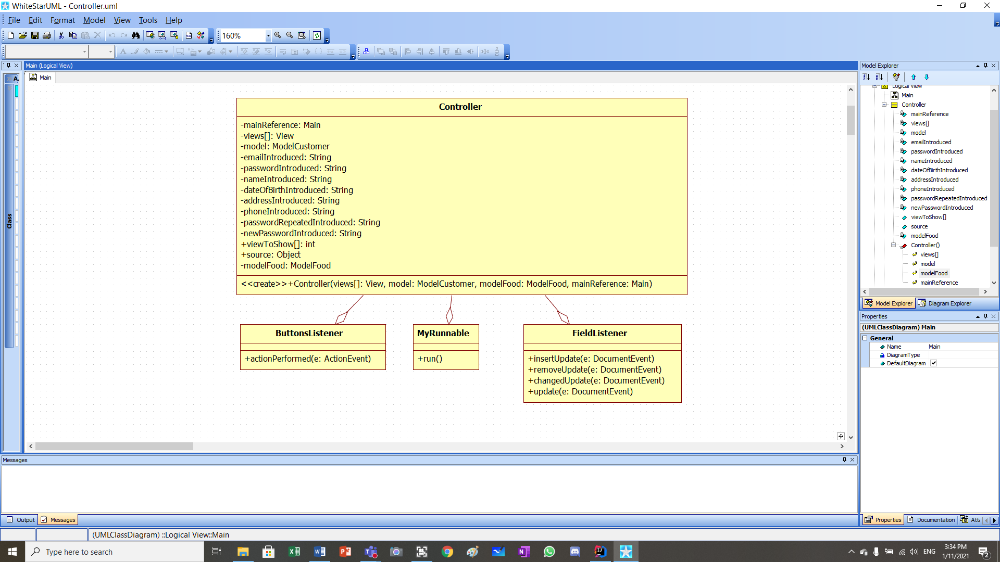 WhiteStarUML - Controller.uml
File Edit Format Model View Tools Help
160%
Main (Logical View)
Main
A
Class
Controller
-mainReference: Main
-views[]: View
-model: ModelCustomer
-emailIntroduced: String
-passwordIntroduced: String
-nameIntroduced: String
-dateOfBirthIntroduced: String
-addressIntroduced: String
-phoneIntroduced: String
-passwordRepeatedIntroduced: String
-newPasswordIntroduced: String
+viewToShow[]: int
+source: Object
-modelFood: ModelFood
<<create>>+Controller(views[]: View, model: ModelCustomer, modelFood: ModelFood, mainReference: Main)
ButtonsListener
+actionPerformed(e: ActionEvent)
MyRunnable
+run()
FieldListener
+insertUpdate(e: DocumentEvent)
+removeUpdate(e: DocumentEvent)
+changedUpdate(e: DocumentEvent)
+update(e: DocumentEvent)
Model Explorer
Logical View
Main
Controller
mainReference
views[]
model
emailIntroduced
passwordIntroduced
nameIntroduced
dateOfBirthIntroduced
addressIntroduced
phoneIntroduced
passwordRepeatedIntroduced
newPasswordIntroduced
viewToShow[]
source
modelFood
Controller()
views[]
model
modelFood
mainReference
Model Explorer Diagram Explorer
Properties
(UMLClassDiagram) Main
General
Name Main
DiagramType
DefaultDiagram
Properties Documentation Att
Messages
Output Messages
(UMLClassDiagram) ::Logical View::Main
Type here to search
ENG
3:34 PM
1/11/2021
2